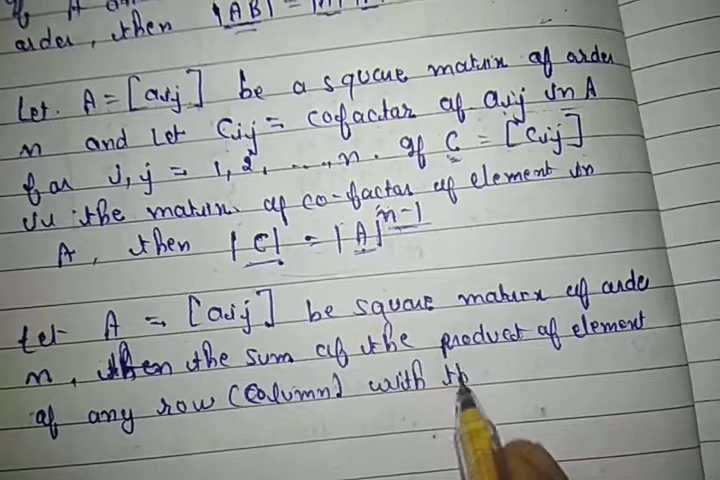 order, then |AB| =
Let. A = [aij] be a square matrix of order
n and Let Cij = cofactor of aij in A
for i, j = 1, 2, ....., n. If C = [Cij]
is the matrix of co-factor of element in
A, then |C| = |A|^n-1
Let A = [aij] be square matrix of order
n, then the sum of the product of element
of any row (column) with th